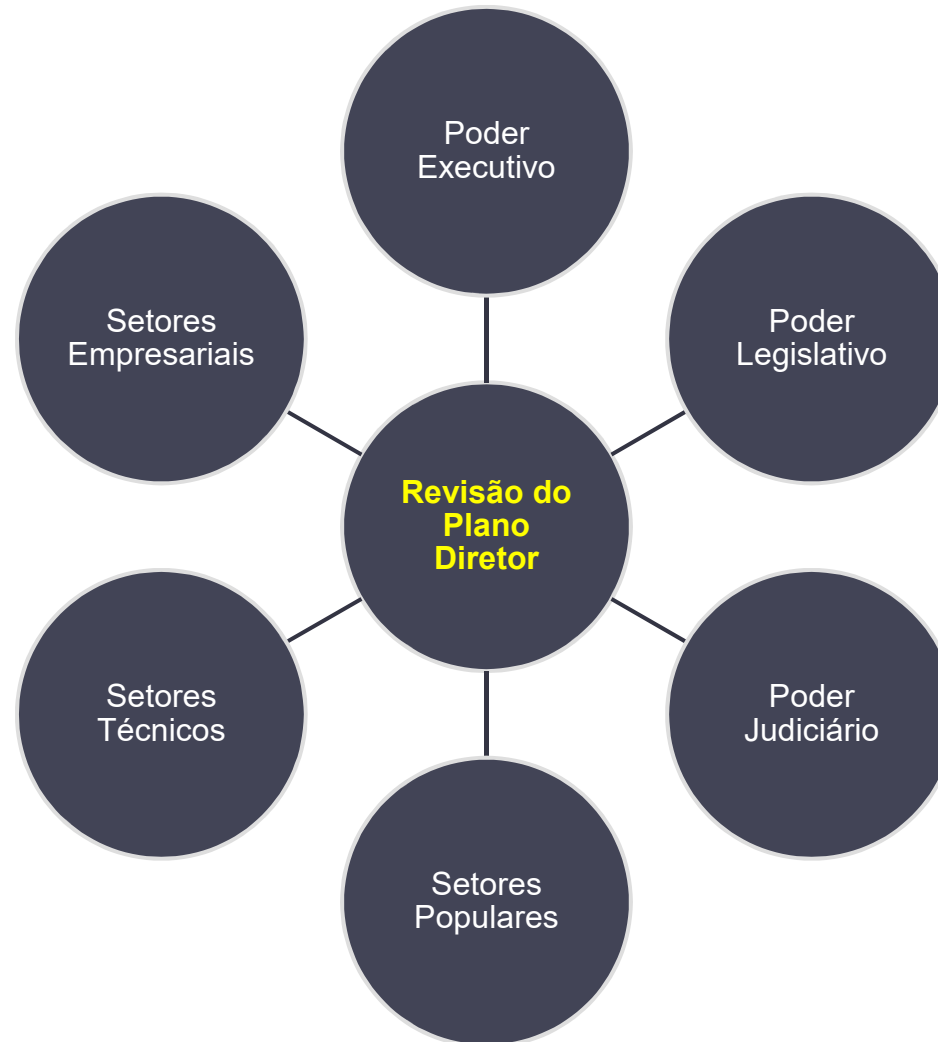 Poder
Executivo
Setores
Empresariais
Poder
Legislativo
Revisão do
Plano
Diretor
Setores
Técnicos
Poder
Judiciário
Setores
Populares